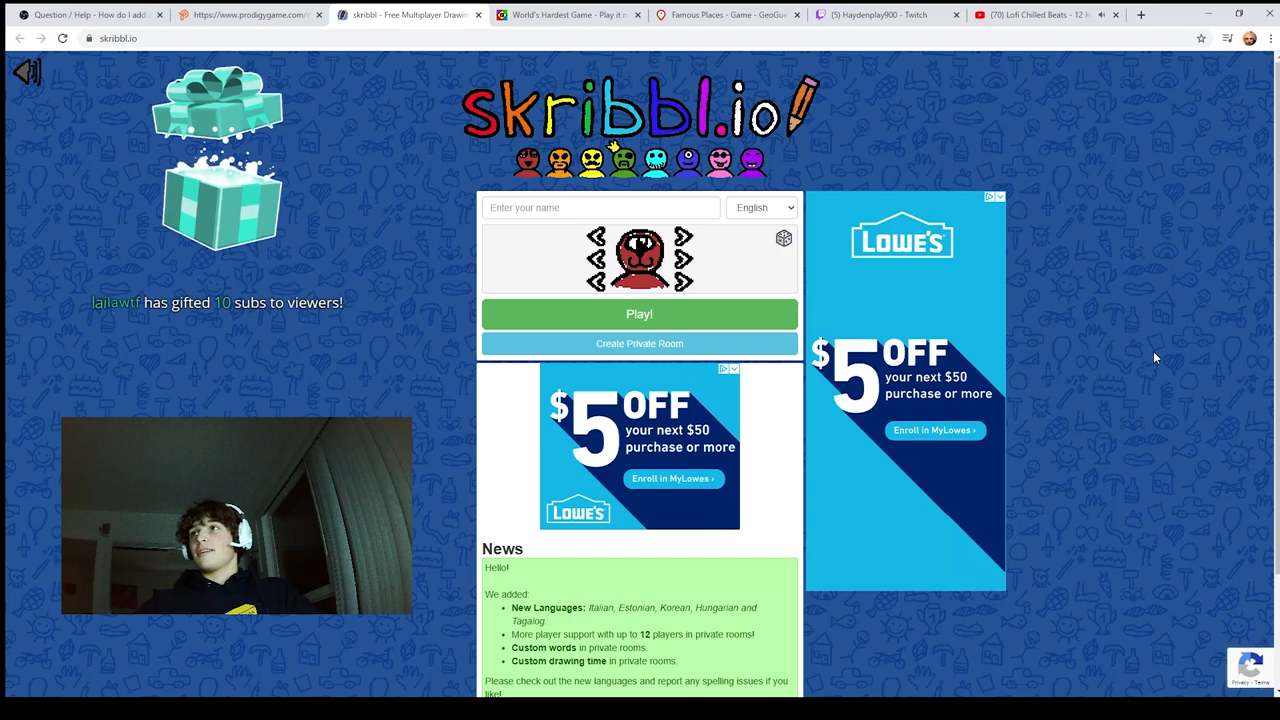 Question / Help - How do I add a
https://www.prodigygame.com/
skribbl - Free Multiplayer Drawin
World's Hardest Game - Play it n
Famous Places - Game - GeoGue
(5) Haydenplay900 - Twitch
(70) Lofi Chilled Beats - 12 H
skribbl.io
skribbl.io
Enter your name
English
Play!
Create Private Room
lailawtf has gifted 10 subs to viewers!
LOWE'S
$5 OFF
your next $50
purchase or more
Enroll in MyLowes ›
$5 OFF
your next $50
purchase or more
Enroll in MyLowes ›
LOWE'S
News
Hello!
We added:
New Languages: Italian, Estonian, Korean, Hungarian and
Tagalog.
More player support with up to 12 players in private rooms!
Custom words in private rooms.
Custom drawing time in private rooms.
Please check out the new languages and report any spelling issues if you
like!
Privacy - Terms